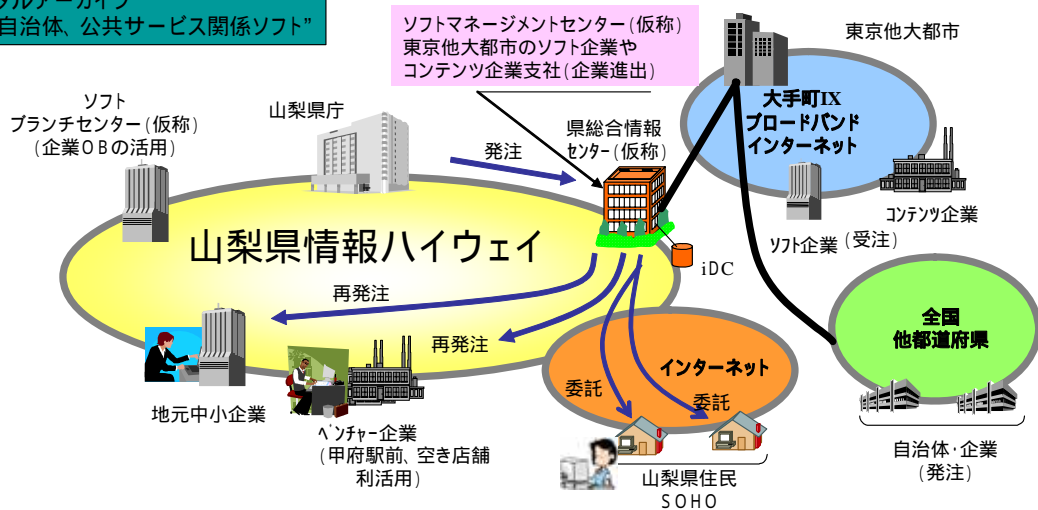 タルアーカイブ
自治体、公共サービス関係ソフト”
ソフトマネージメントセンター(仮称)
東京他大都市のソフト企業や
コンテンツ企業支社(企業進出)
東京他大都市
ソフト
ブランチセンター(仮称)
(企業OBの活用)
山梨県庁
発注
県総合情報
センター(仮称)
大手町IX
ブロードバンド
インターネット
コンテンツ企業
ソフト企業(受注)
山梨県情報ハイウェイ
iDC
再発注
再発注
全国
他都道府県
インターネット
委託
委託
地元中小企業
ベンチャー企業
(甲府駅前、空き店舗
利活用)
山梨県住民
SOHO
自治体・企業
(発注)